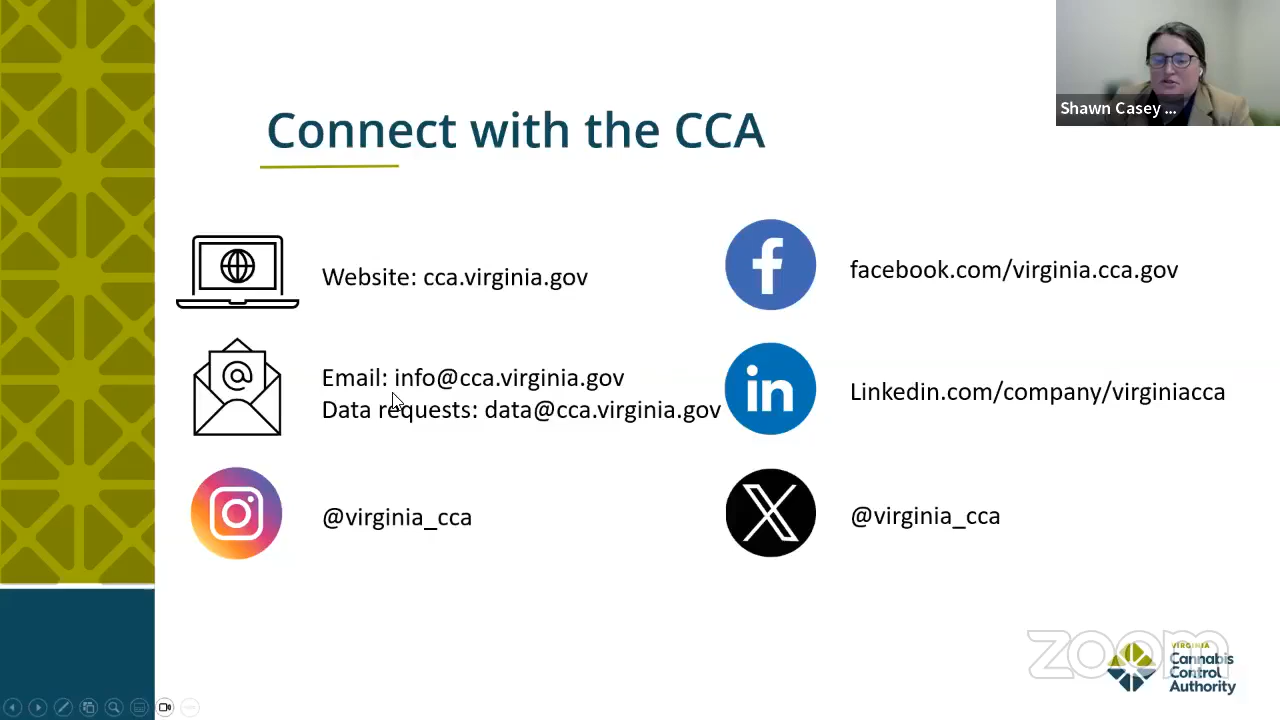 Shawn Casey ...
Connect with the CCA
Website: cca.virginia.gov
facebook.com/virginia.cca.gov
Email: info@cca.virginia.gov
Data requests: data@cca.virginia.gov
in
Linkedin.com/company/virginiacca
@virginia_cca
@virginia_cca
zoom
VIRGINIA
Cannabis
Control
Authority